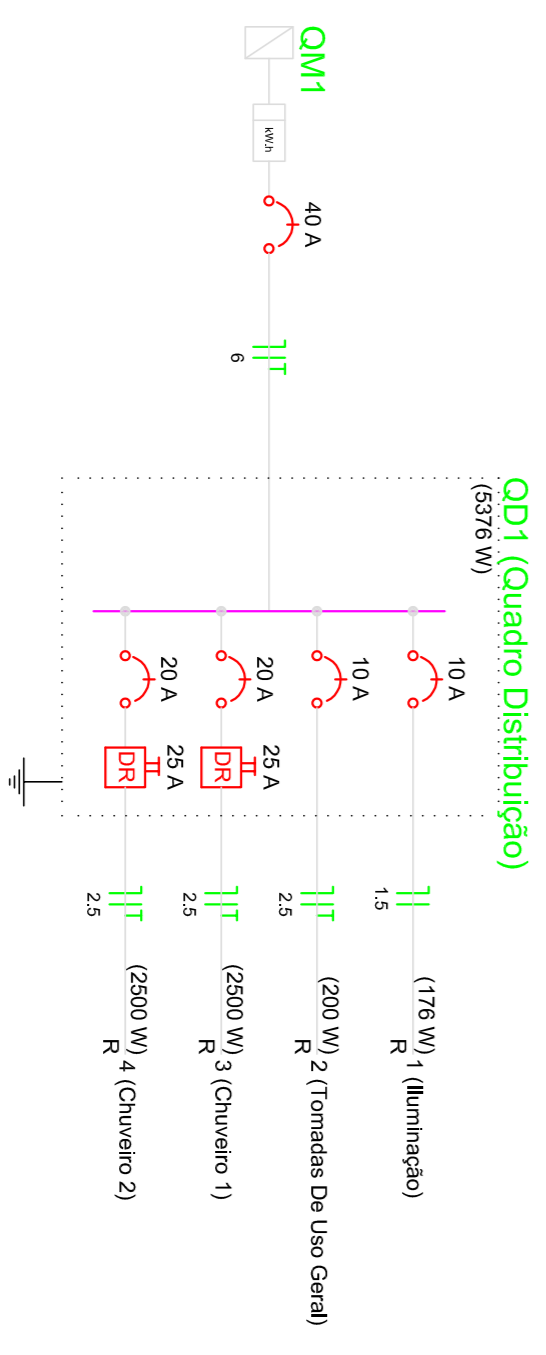 QM1
kW.h
40 A
6
QD1 (Quadro Distribuição)
(5376 W)
10 A
1.5
(176 W)
R
1 (Iluminação)
10 A
2.5
(200 W)
R
2 (Tomadas De Uso Geral)
20 A
25 A
DR
2.5
(2500 W)
R
3 (Chuveiro 1)
20 A
25 A
DR
2.5
(2500 W)
R
4 (Chuveiro 2)